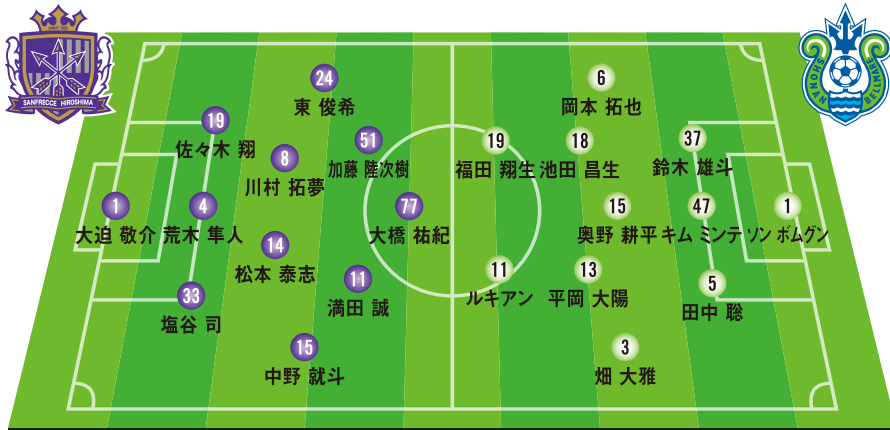 SANFRECCE HIROSHIMA
SHONAN BELLMARE
24
東 俊希
19
佐々木 翔
51
加藤 陸次樹
8
川村 拓夢
1
大迫 敬介
4
荒木 隼人
77
大橋 祐紀
14
松本 泰志
11
満田 誠
33
塩谷 司
15
中野 就斗
6
岡本 拓也
19
福田 翔生
18
池田 昌生
37
鈴木 雄斗
15
奥野 耕平
47
キム ミンテ
1
ソン ボムグン
11
ルキアン
13
平岡 大陽
5
田中 聡
3
畑 大雅